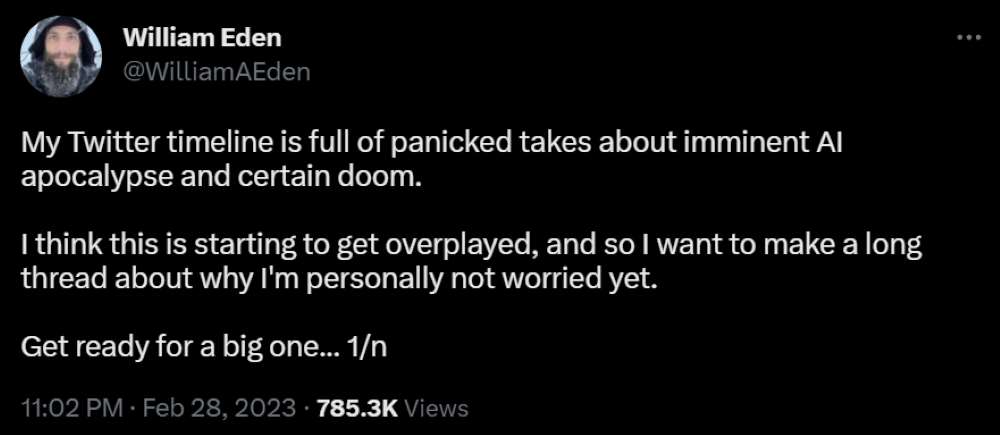 William Eden
@WilliamAEden
My Twitter timeline is full of panicked takes about imminent AI
apocalypse and certain doom.
I think this is starting to get overplayed, and so I want to make a long
thread about why I'm personally not worried yet.
Get ready for a big one... 1/n
11:02 PM · Feb 28, 2023 · 785.3K Views